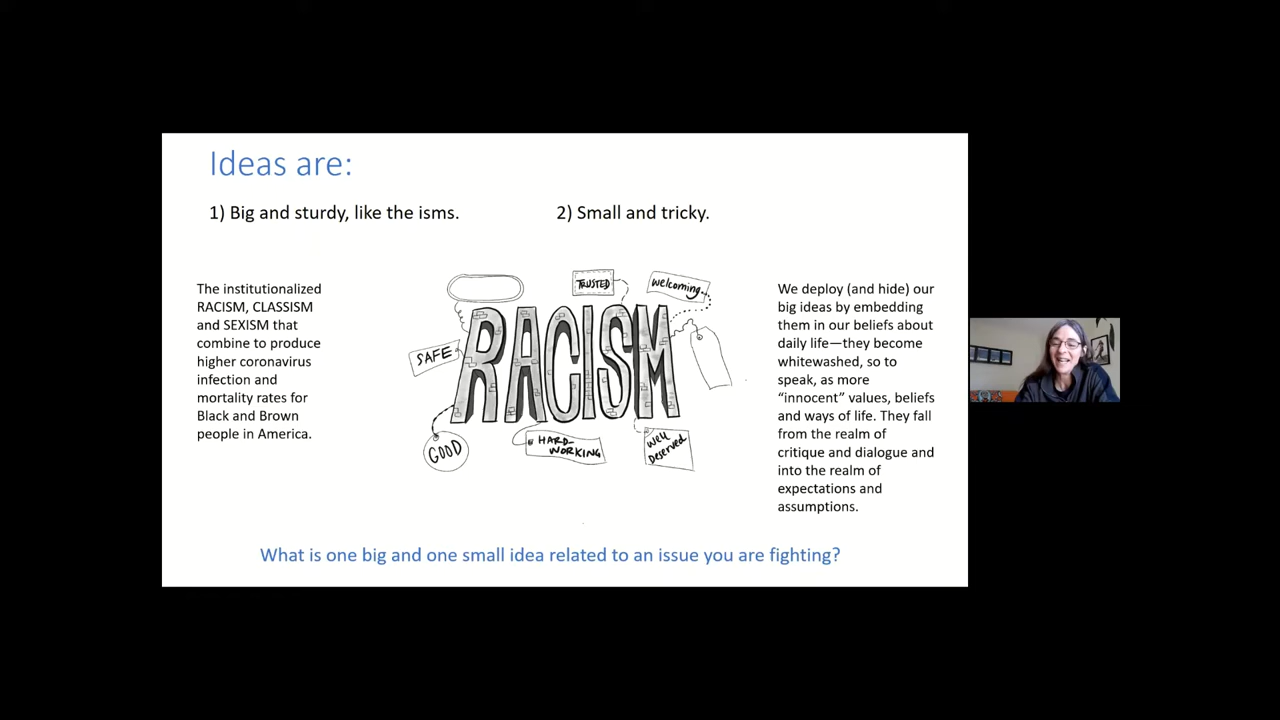 Ideas are:
1) Big and sturdy, like the isms.
2) Small and tricky.
The institutionalized
RACISM, CLASSISM
and SEXISM that
combine to produce
higher coronavirus
infection and
mortality rates for
Black and Brown
people in America.
TRUSTED
welcoming
SAFE
RACISM
GOOD
HARD-
WORKING
Well
Deserved
We deploy (and hide) our
big ideas by embedding
them in our beliefs about
daily life—they become
whitewashed, so to
speak, as more
“innocent” values, beliefs
and ways of life. They fall
from the realm of
critique and dialogue and
into the realm of
expectations and
assumptions.
What is one big and one small idea related to an issue you are fighting?